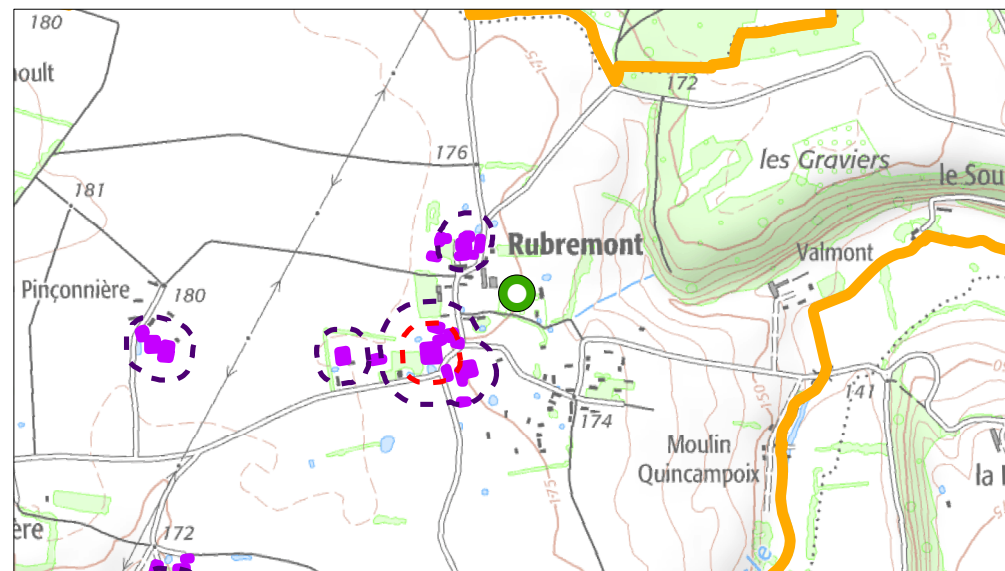 180
172
175
176
les Graviers
181
le Sou
Rubremont
Valmont
Pinçonnière
180
150
141
174
Moulin
Quincampoix
175
la
ère
172